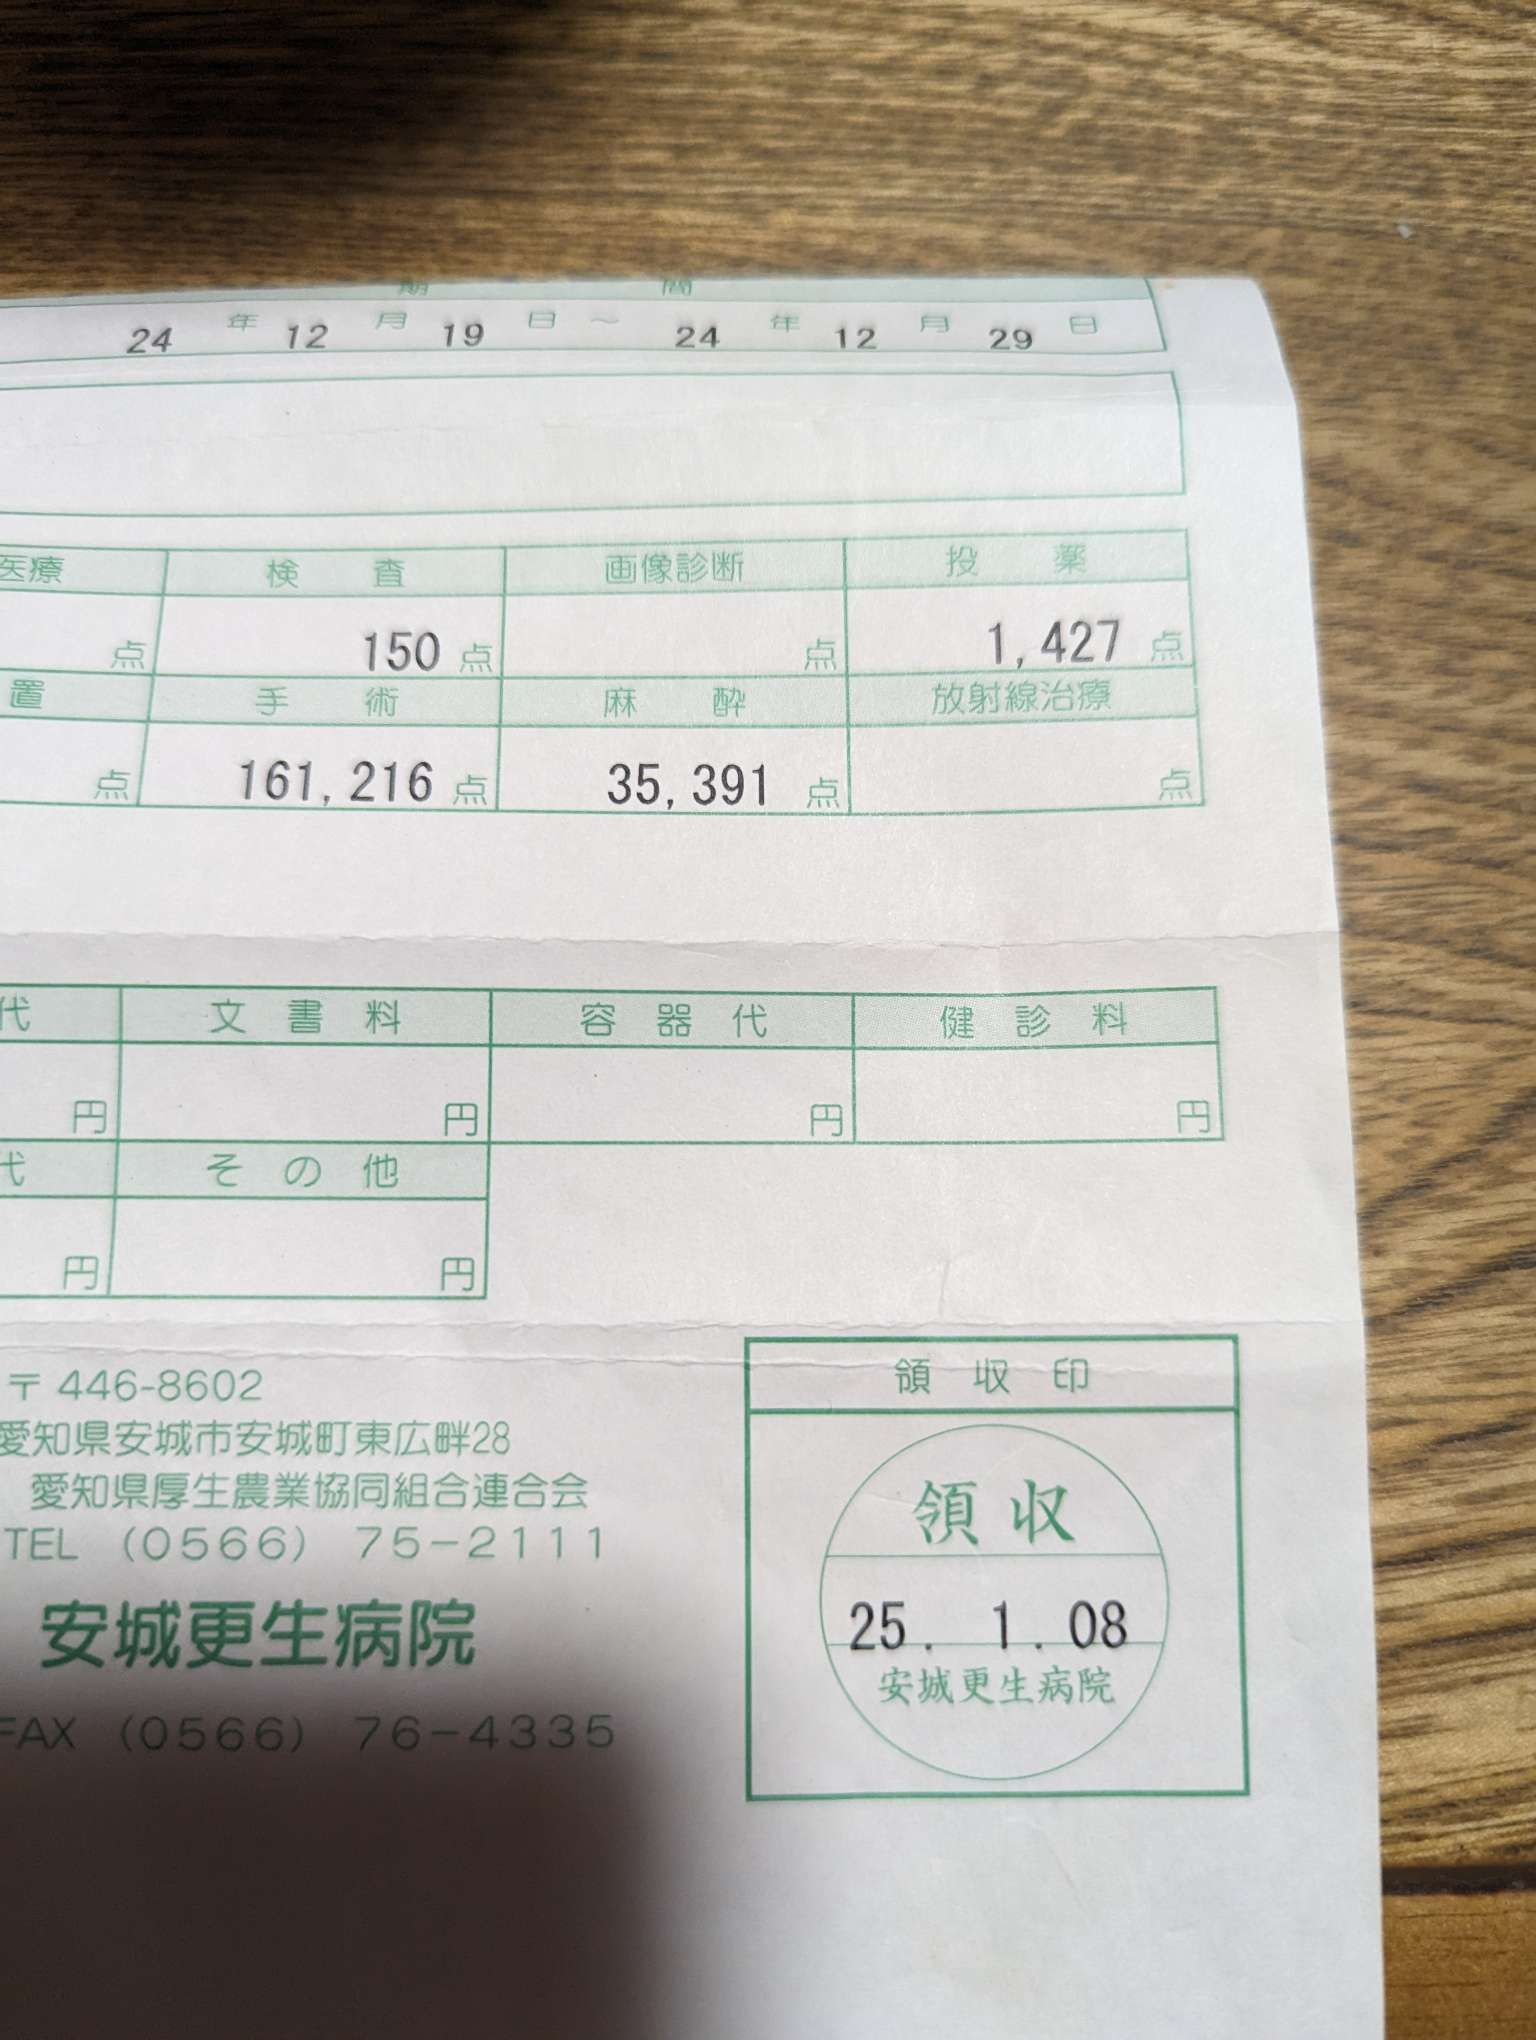 期 間
24 年 12 月 19 日 ～ 24 年 12 月 29 日
医療 検 査 画像診断 投 薬
点 150 点 点 1,427 点
置 手 術 麻 酔 放射線治療
点 161,216 点 35,391 点 点
代 文 書 料 容 器 代 健 診 料
円 円 円 円
代 そ の 他
円 円
〒446-8602
愛知県安城市安城町東広畔28
愛知県厚生農業協同組合連合会
TEL (0566) 75-2111
安城更生病院
FAX (0566) 76-4335
領 収 印
領 収
25. 1.08
安城更生病院